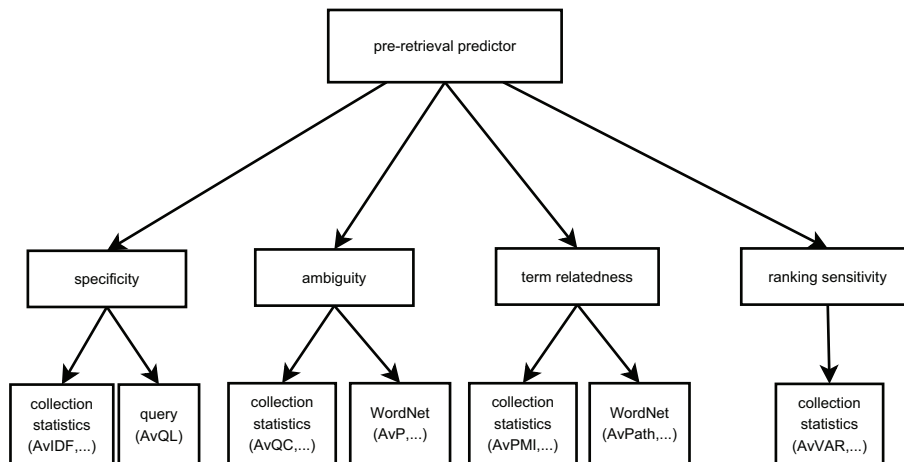 pre-retrieval predictor
specificity
ambiguity
term relatedness
ranking sensitivity
collection
statistics
(AvIDF,...)
query
(AvQL)
collection
statistics
(AvQC,...)
WordNet
(AvP,...)
collection
statistics
(AvPMI,...)
WordNet
(AvPath,...)
collection
statistics
(AvVAR,...)